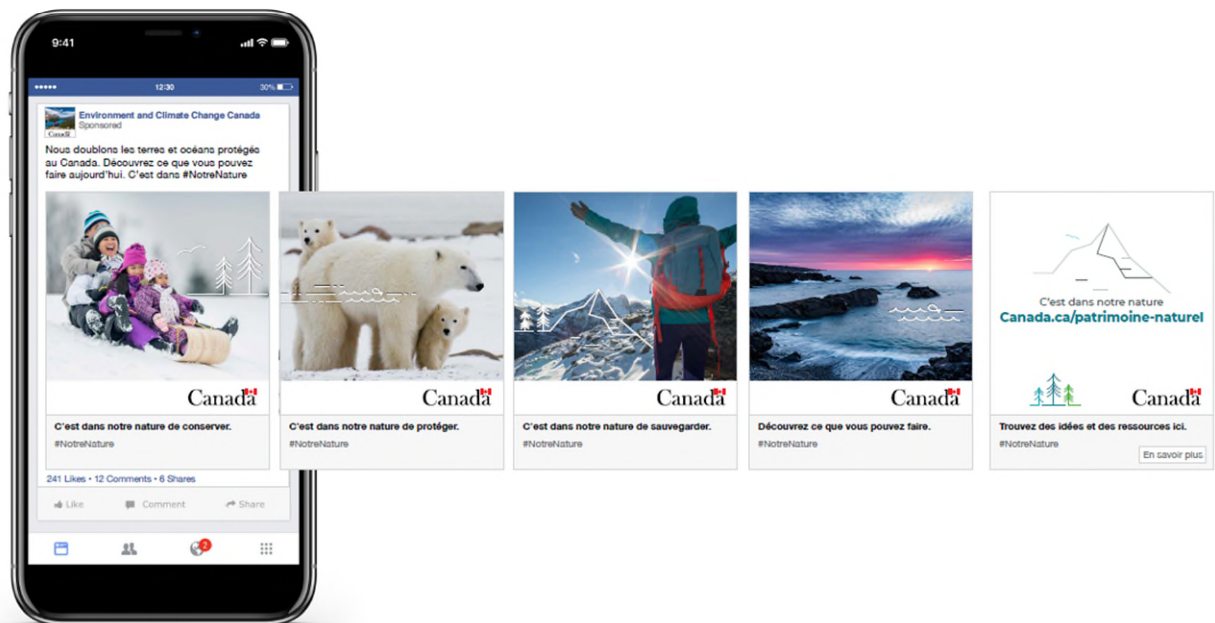 9:41
12:30
30%
Environment and Climate Change Canada
Sponsored
Canada
Nous doublons les terres et océans protégés
au Canada. Découvrez ce que vous pouvez
faire aujourd'hui. C'est dans #NotreNature
Canada
C'est dans notre nature de conserver.
#NotreNature
Canada
C'est dans notre nature de protéger.
#NotreNature
Canada
C'est dans notre nature de sauvegarder.
#NotreNature
Canada
Découvrez ce que vous pouvez faire.
#NotreNature
C'est dans notre nature
Canada.ca/patrimoine-naturel
Canada
Trouvez des idées et des ressources ici.
#NotreNature
En savoir plus
241 Likes • 12 Comments • 6 Shares
Like
Comment
Share
2